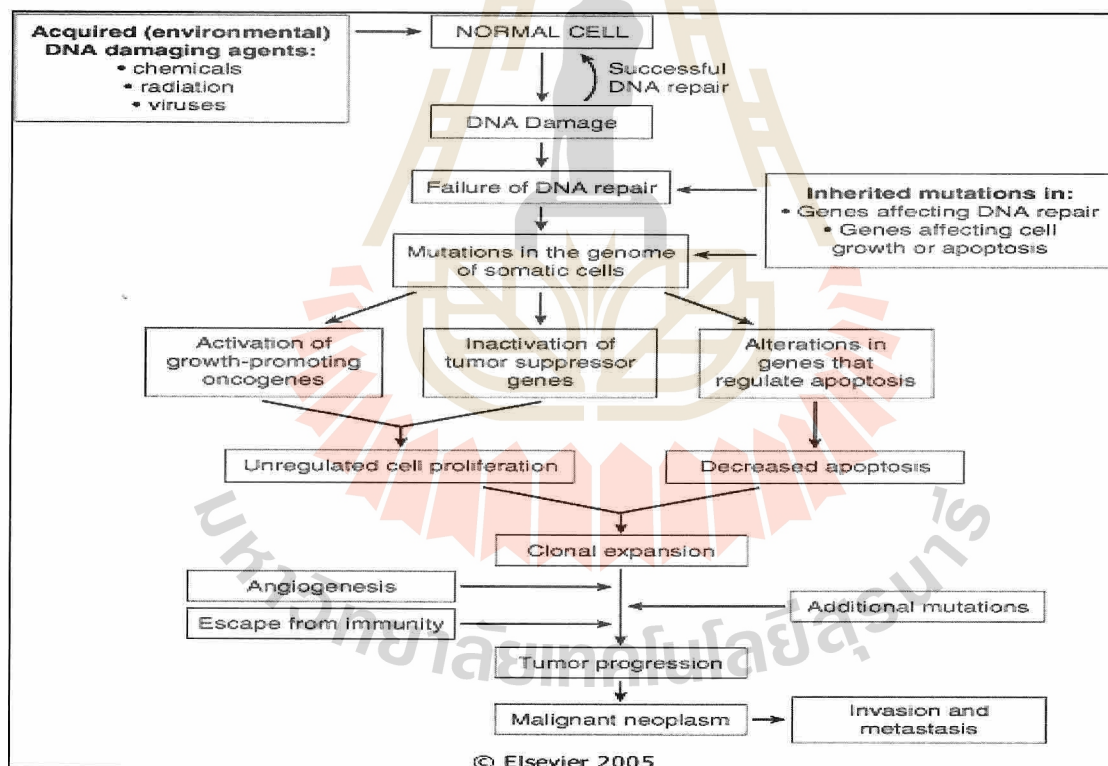 Acquired (environmental)
DNA damaging agents:
• chemicals
• radiation
• viruses
NORMAL CELL
Successful
DNA repair
DNA Damage
Failure of DNA repair
Inherited mutations in:
• Genes affecting DNA repair
• Genes affecting cell
growth or apoptosis
Mutations in the genome
of somatic cells
Activation of
growth-promoting
oncogenes
Inactivation of
tumor suppressor
genes
Alterations in
genes that
regulate apoptosis
Unregulated cell proliferation
Decreased apoptosis
Clonal expansion
Angiogenesis
Additional mutations
Escape from immunity
Tumor progression
Malignant neoplasm
Invasion and
metastasis
© Elsevier 2005
มหาวิทยาลัยเทคโนโลยีสุรนารี